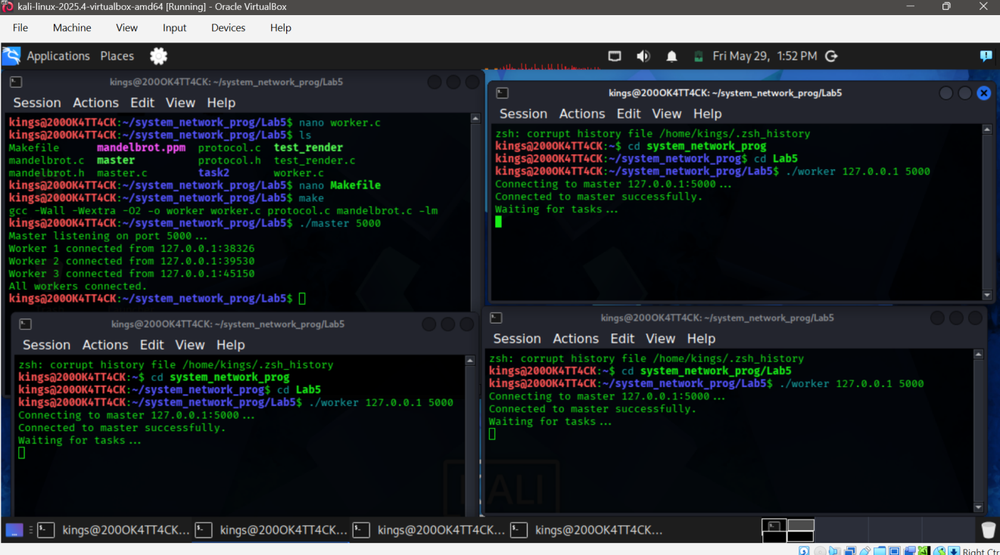 kali-linux-2025.4-virtualbox-amd64 [Running] - Oracle VirtualBox
File Machine View Input Devices Help
Applications Places Fri May 29, 1:52 PM
kings@200OK4TT4CK: ~/system_network_prog/Lab5
Session Actions Edit View Help
kings@200OK4TT4CK:~/system_network_prog/Lab5$ nano worker.c
kings@200OK4TT4CK:~/system_network_prog/Lab5$ ls
Makefile mandelbrot.ppm protocol.c test_render
mandelbrot.c master protocol.h test_render.c
mandelbrot.h master.c task2 worker.c
kings@200OK4TT4CK:~/system_network_prog/Lab5$ nano Makefile
kings@200OK4TT4CK:~/system_network_prog/Lab5$ make
gcc -Wall -Wextra -O2 -o worker worker.c protocol.c mandelbrot.c -lm
kings@200OK4TT4CK:~/system_network_prog/Lab5$ ./master 5000
Master listening on port 5000...
Worker 1 connected from 127.0.0.1:38326
Worker 2 connected from 127.0.0.1:39530
Worker 3 connected from 127.0.0.1:45150
All workers connected.
kings@200OK4TT4CK:~/system_network_prog/Lab5$
kings@200OK4TT4CK: ~/system_network_prog/Lab5
Session Actions Edit View Help
zsh: corrupt history file /home/kings/.zsh_history
kings@200OK4TT4CK:~$ cd system_network_prog
kings@200OK4TT4CK:~/system_network_prog$ cd Lab5
kings@200OK4TT4CK:~/system_network_prog/Lab5$ ./worker 127.0.0.1 5000
Connecting to master 127.0.0.1:5000...
Connected to master successfully.
Waiting for tasks...
kings@200OK4TT4CK: ~/system_network_prog/Lab5
Session Actions Edit View Help
zsh: corrupt history file /home/kings/.zsh_history
kings@200OK4TT4CK:~$ cd system_network_prog
kings@200OK4TT4CK:~/system_network_prog$ cd Lab5
kings@200OK4TT4CK:~/system_network_prog/Lab5$ ./worker 127.0.0.1 5000
Connecting to master 127.0.0.1:5000...
Connected to master successfully.
Waiting for tasks...
kings@200OK4TT4CK: ~/system_network_prog/Lab5
Session Actions Edit View Help
zsh: corrupt history file /home/kings/.zsh_history
kings@200OK4TT4CK:~$ cd system_network_prog/Lab5
kings@200OK4TT4CK:~/system_network_prog/Lab5$ ./worker 127.0.0.1 5000
Connecting to master 127.0.0.1:5000...
Connected to master successfully.
Waiting for tasks...
KALI
kings@200OK4TT4CK... kings@200OK4TT4CK... kings@200OK4TT4CK... kings@200OK4TT4CK...
Right Ctr